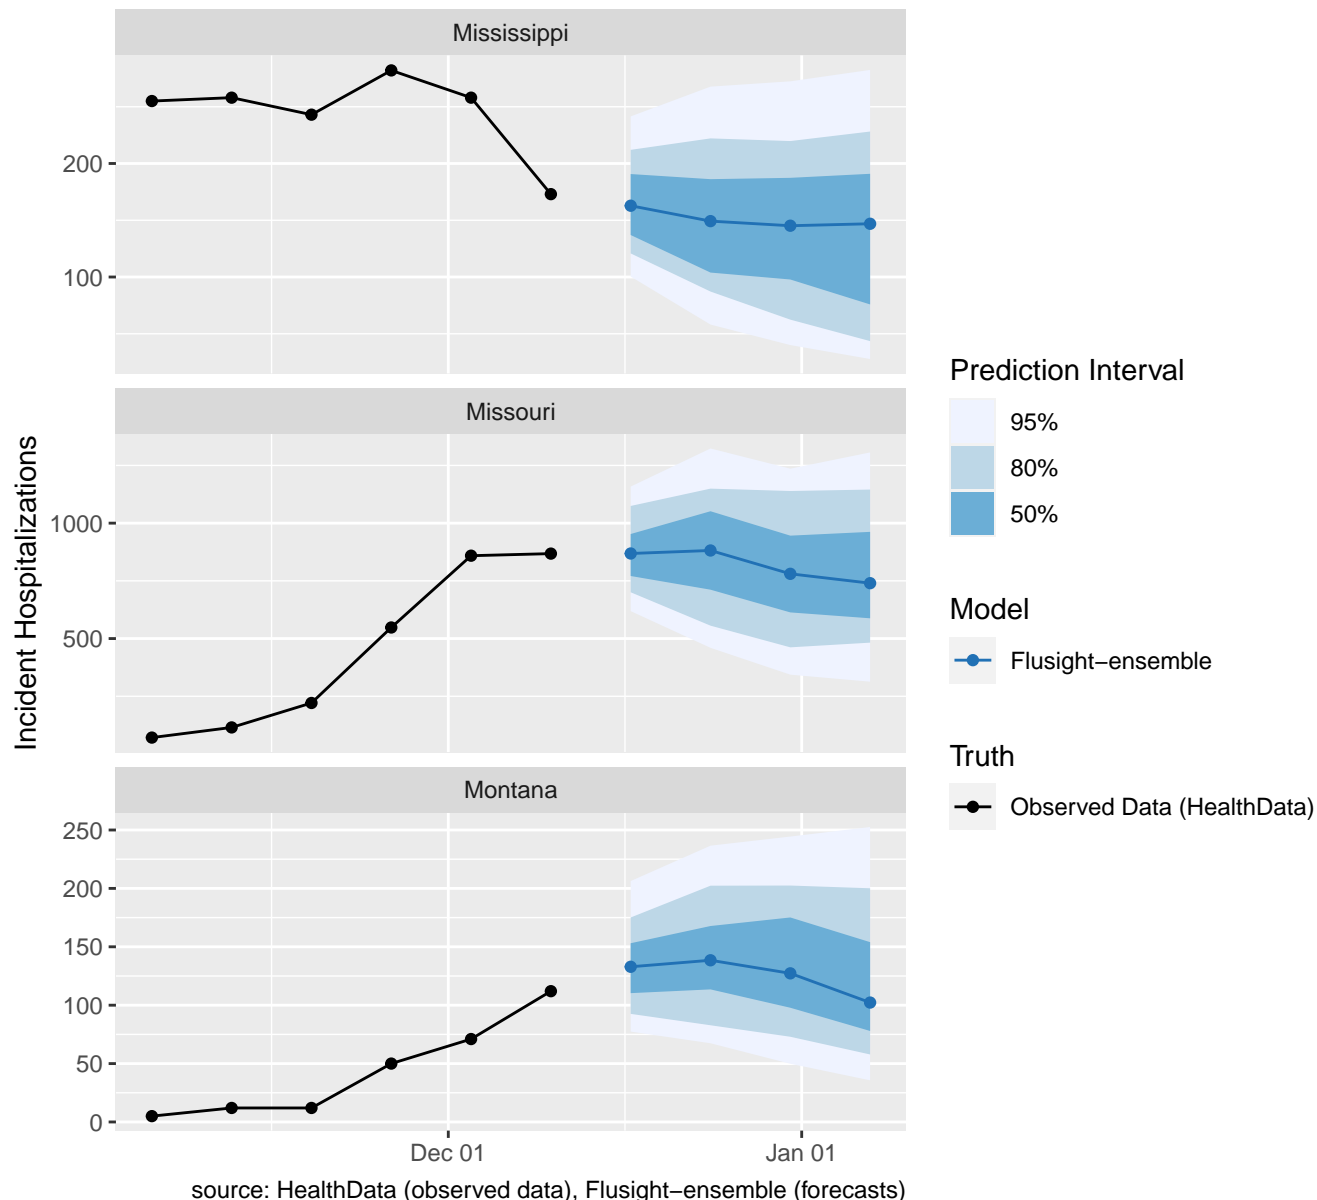 Mississippi
200
100
Missouri
1000
500
Montana
250
200
150
100
50
0
Dec 01
Jan 01
Incident Hospitalizations
source: HealthData (observed data), Flusight−ensemble (forecasts)
Prediction Interval
95%
80%
50%
Model
Flusight−ensemble
Truth
Observed Data (HealthData)